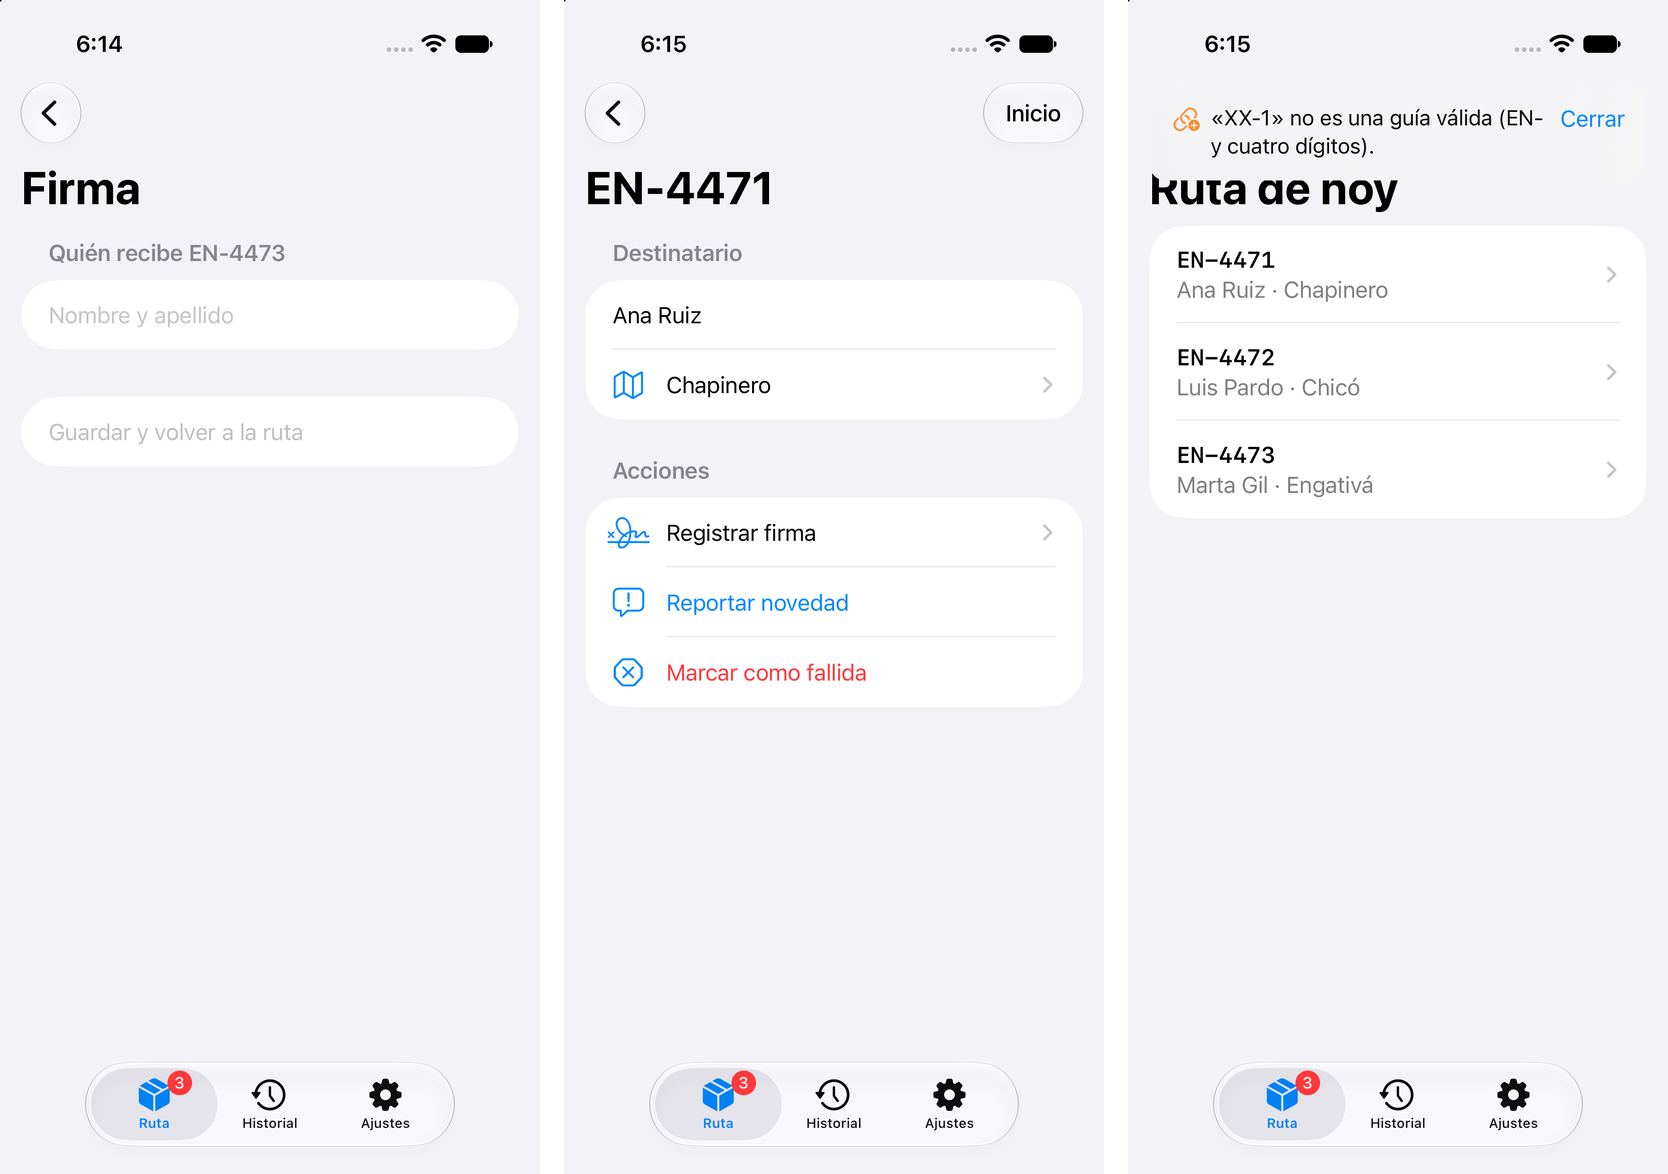 6:14
Firma
Quién recibe EN-4473
Nombre y apellido
Guardar y volver a la ruta
3
Ruta
Historial
Ajustes
6:15
Inicio
EN-4471
Destinatario
Ana Ruiz
Chapinero
Acciones
Registrar firma
Reportar novedad
Marcar como fallida
3
Ruta
Historial
Ajustes
6:15
«XX-1» no es una guía válida (EN-
y cuatro dígitos).
Cerrar
Ruta de hoy
EN-4471
Ana Ruiz · Chapinero
EN-4472
Luis Pardo · Chicó
EN-4473
Marta Gil · Engativá
3
Ruta
Historial
Ajustes